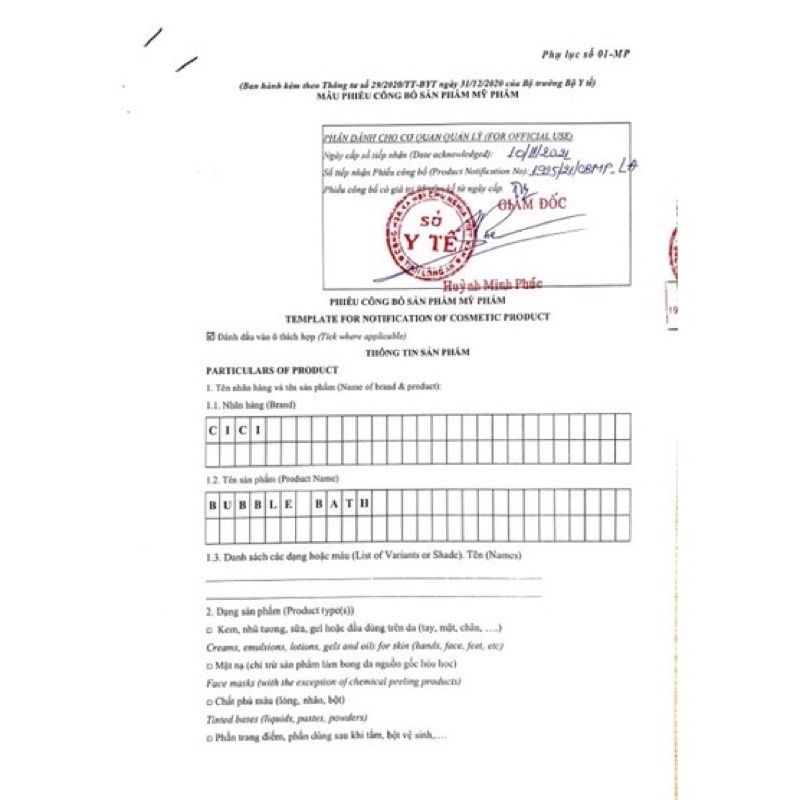 Phụ lục số 01-MP
(Ban hành kèm theo Thông tư số 29/2020/TT-BYT ngày 31/12/2020 của Bộ trưởng Bộ Y tế)
MẪU PHIẾU CÔNG BỐ SẢN PHẨM MỸ PHẨM
PHẦN DÀNH CHO CƠ QUAN QUẢN LÝ (FOR OFFICIAL USE)
Ngày cấp số tiếp nhận (Date acknowledged): 10/11/2021
Số tiếp nhận Phiếu công bố (Product Notification No): 1995/21/CBMP-LA
Phiếu công bố có giá trị từ ngày cấp.
GIÁM ĐỐC
SỞ
Y TẾ
TỈNH LONG AN
Huỳnh Minh Phúc
PHIẾU CÔNG BỐ SẢN PHẨM MỸ PHẨM
TEMPLATE FOR NOTIFICATION OF COSMETIC PRODUCT
☑ Đánh dấu vào ô thích hợp (Tick where applicable)
THÔNG TIN SẢN PHẨM
PARTICULARS OF PRODUCT
1. Tên nhãn hàng và tên sản phẩm (Name of brand & product):
1.1. Nhãn hàng (Brand)
CICI
1.2. Tên sản phẩm (Product Name)
BUBBLE BATH
1.3. Danh sách các dạng hoặc màu (List of Variants or Shade). Tên (Names)
2. Dạng sản phẩm (Product type(s))
□ Kem, nhũ tương, sữa, gel hoặc dầu dùng trên da (tay, mặt, chân, ….)
Creams, emulsions, lotions, gels and oils for skin (hands, face, feet, etc)
□ Mặt nạ (chỉ trừ sản phẩm làm bong da nguồn gốc hóa học)
Face masks (with the exception of chemical peeling products)
□ Chất phủ màu (lỏng, nhão, bột)
Tinted bases (liquids, pastes, powders)
□ Phấn trang điểm, phấn dùng sau khi tắm, bột vệ sinh,…